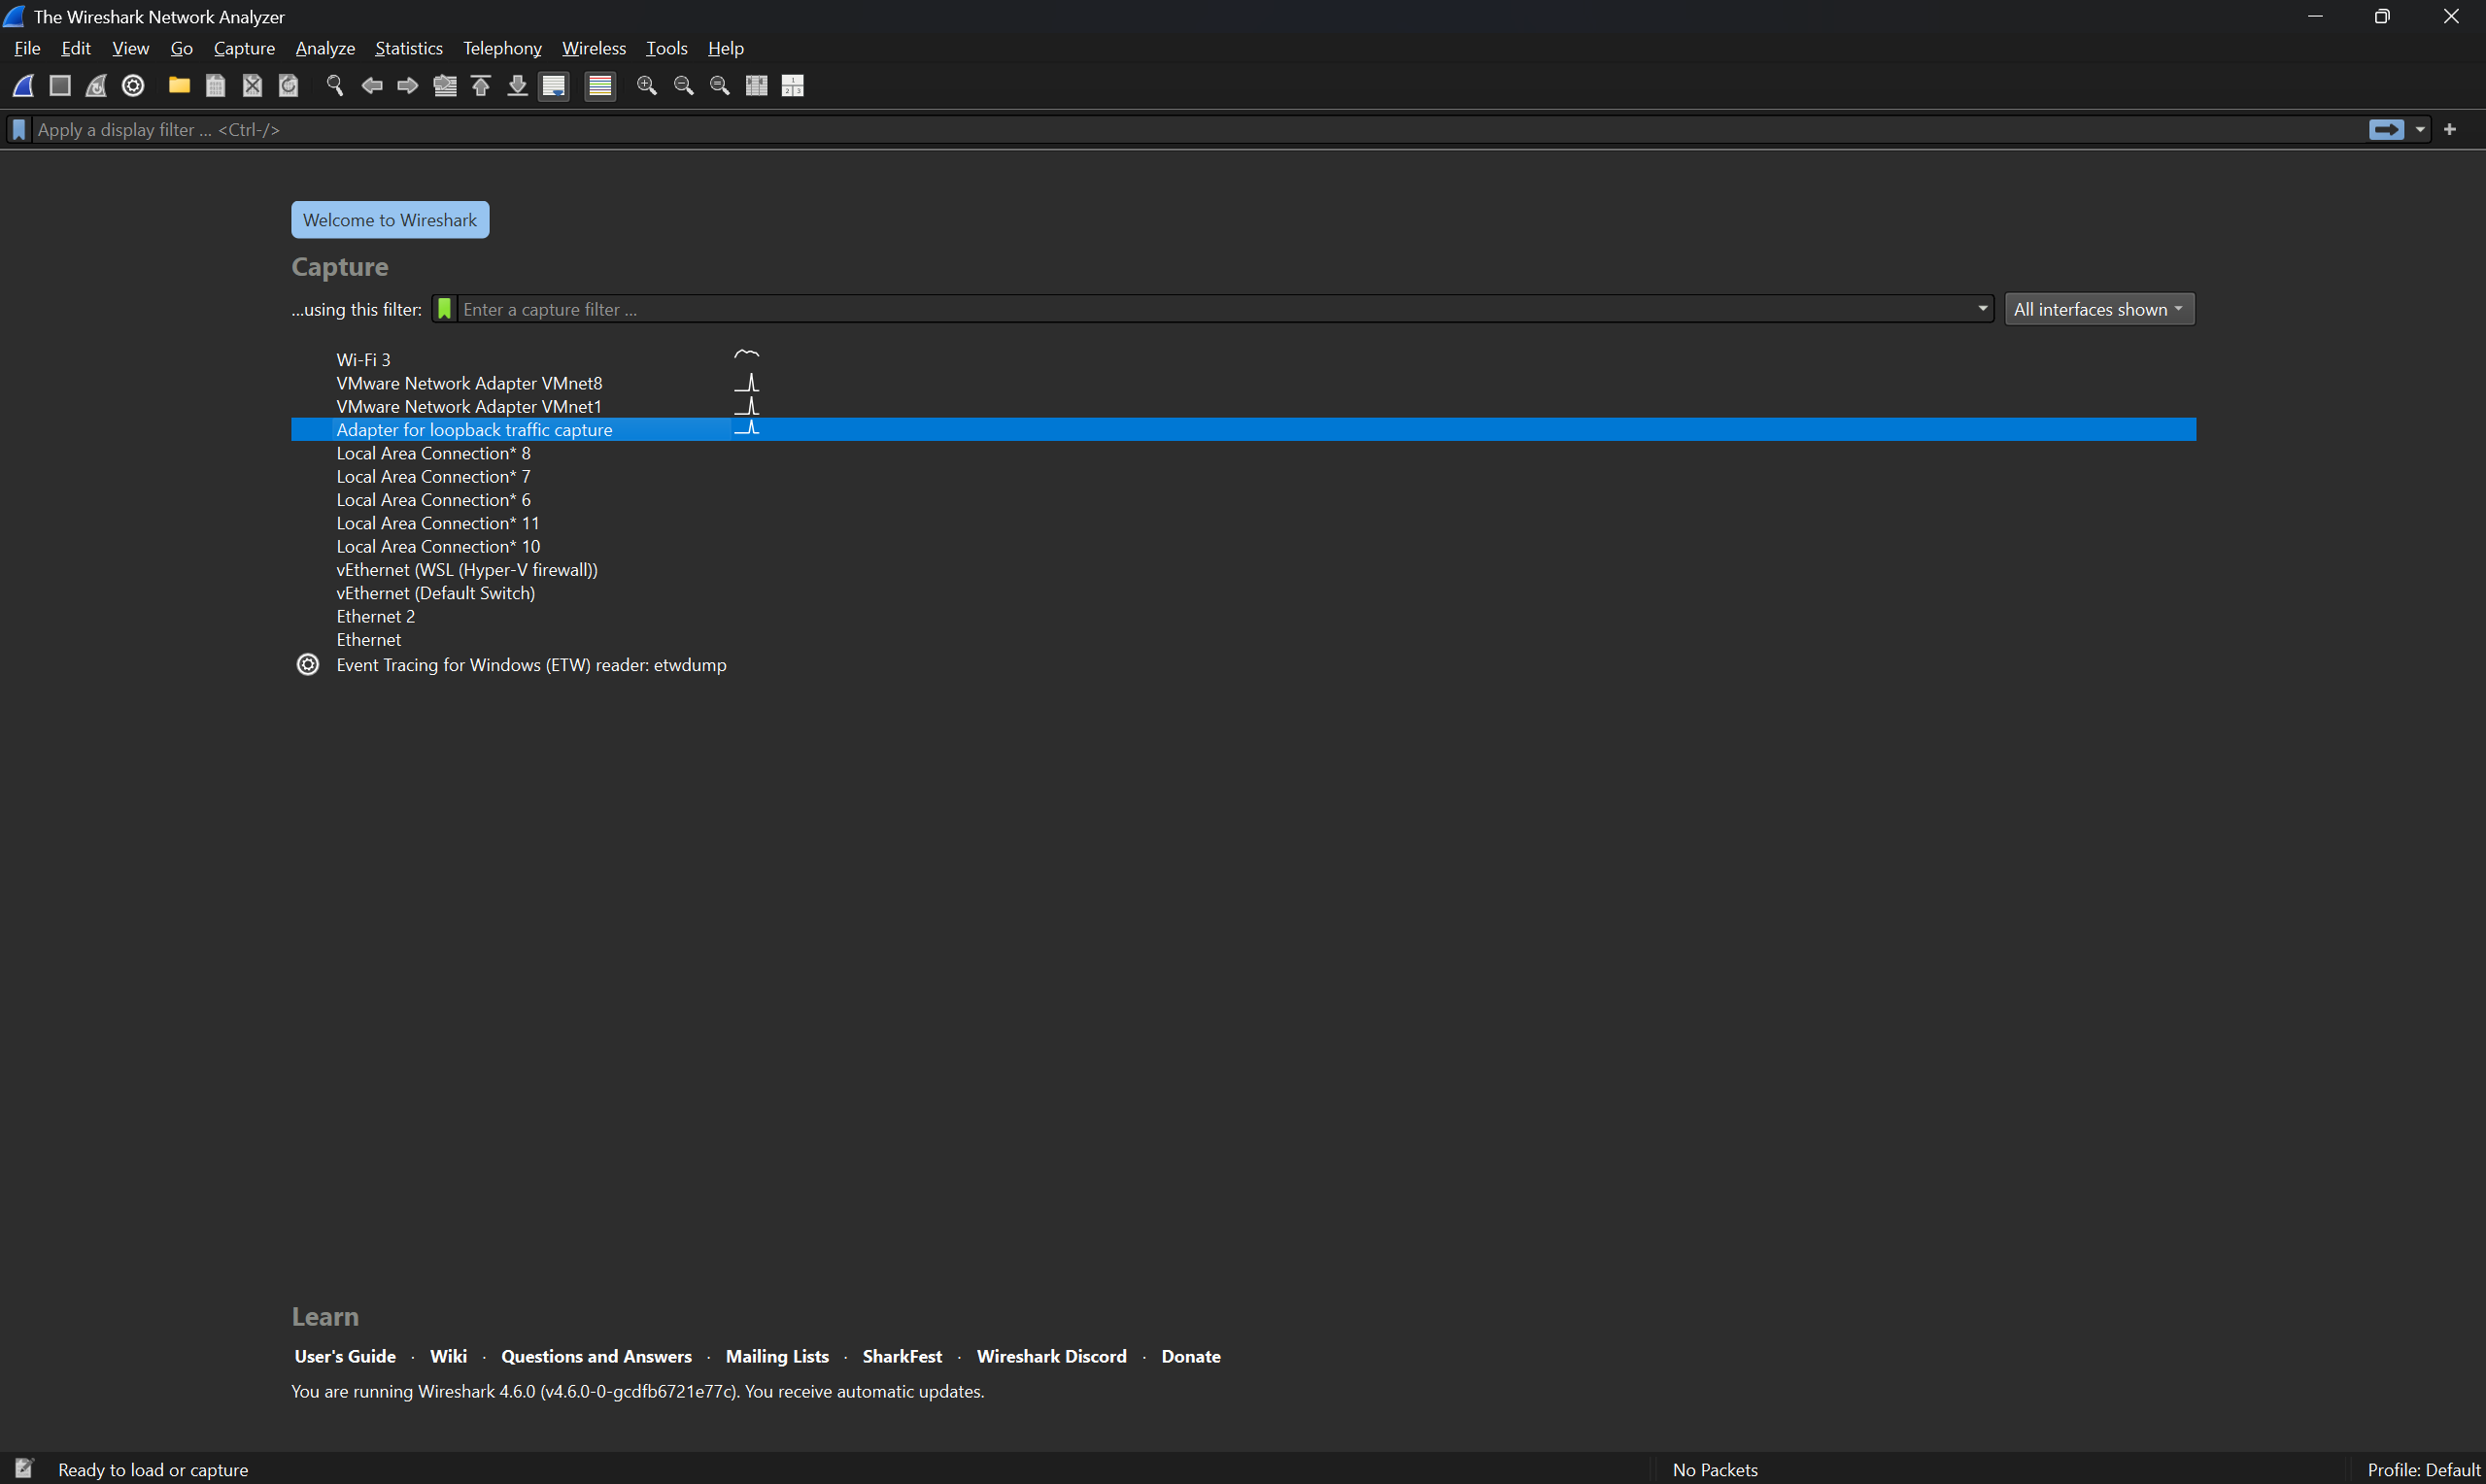 The Wireshark Network Analyzer
File Edit View Go Capture Analyze Statistics Telephony Wireless Tools Help
Apply a display filter ... <Ctrl-/>
Welcome to Wireshark
Capture
...using this filter: Enter a capture filter ... All interfaces shown
Wi-Fi 3
VMware Network Adapter VMnet8
VMware Network Adapter VMnet1
Adapter for loopback traffic capture
Local Area Connection* 8
Local Area Connection* 7
Local Area Connection* 6
Local Area Connection* 11
Local Area Connection* 10
vEthernet (WSL (Hyper-V firewall))
vEthernet (Default Switch)
Ethernet 2
Ethernet
Event Tracing for Windows (ETW) reader: etwdump
Learn
User's Guide · Wiki · Questions and Answers · Mailing Lists · SharkFest · Wireshark Discord · Donate
You are running Wireshark 4.6.0 (v4.6.0-0-gcdfb6721e77c). You receive automatic updates.
Ready to load or capture No Packets Profile: Default